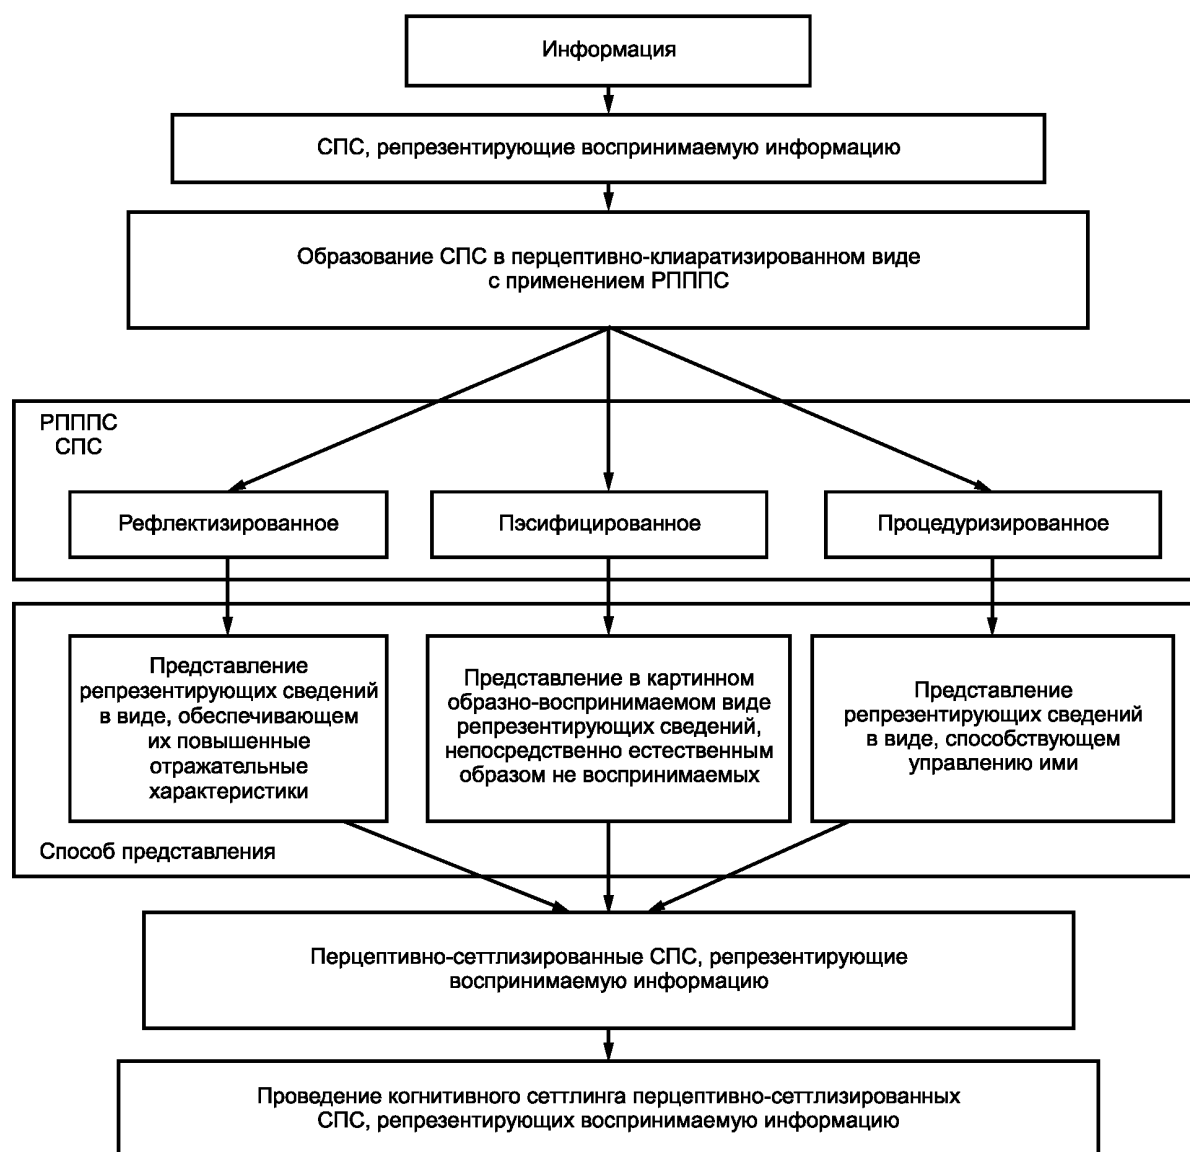 Информация
СПС, репрезентирующие воспринимаемую информацию
Образование СПС в перцептивно-клиаратизированном виде
с применением РПППС
РПППС
СПС
Рефлектизированное
Пэсифицированное
Процедуризированное
Представление
репрезентирующих сведений
в виде, обеспечивающем
их повышенные
отражательные
характеристики
Представление в картинном
образно-воспринимаемом виде
репрезентирующих сведений,
непосредственно естественным
образом не воспринимаемых
Представление
репрезентирующих сведений
в виде, способствующем
управлению ими
Способ представления
Перцептивно-сеттлизированные СПС, репрезентирующие
воспринимаемую информацию
Проведение когнитивного сеттлинга перцептивно-сеттлизированных
СПС, репрезентирующих воспринимаемую информацию